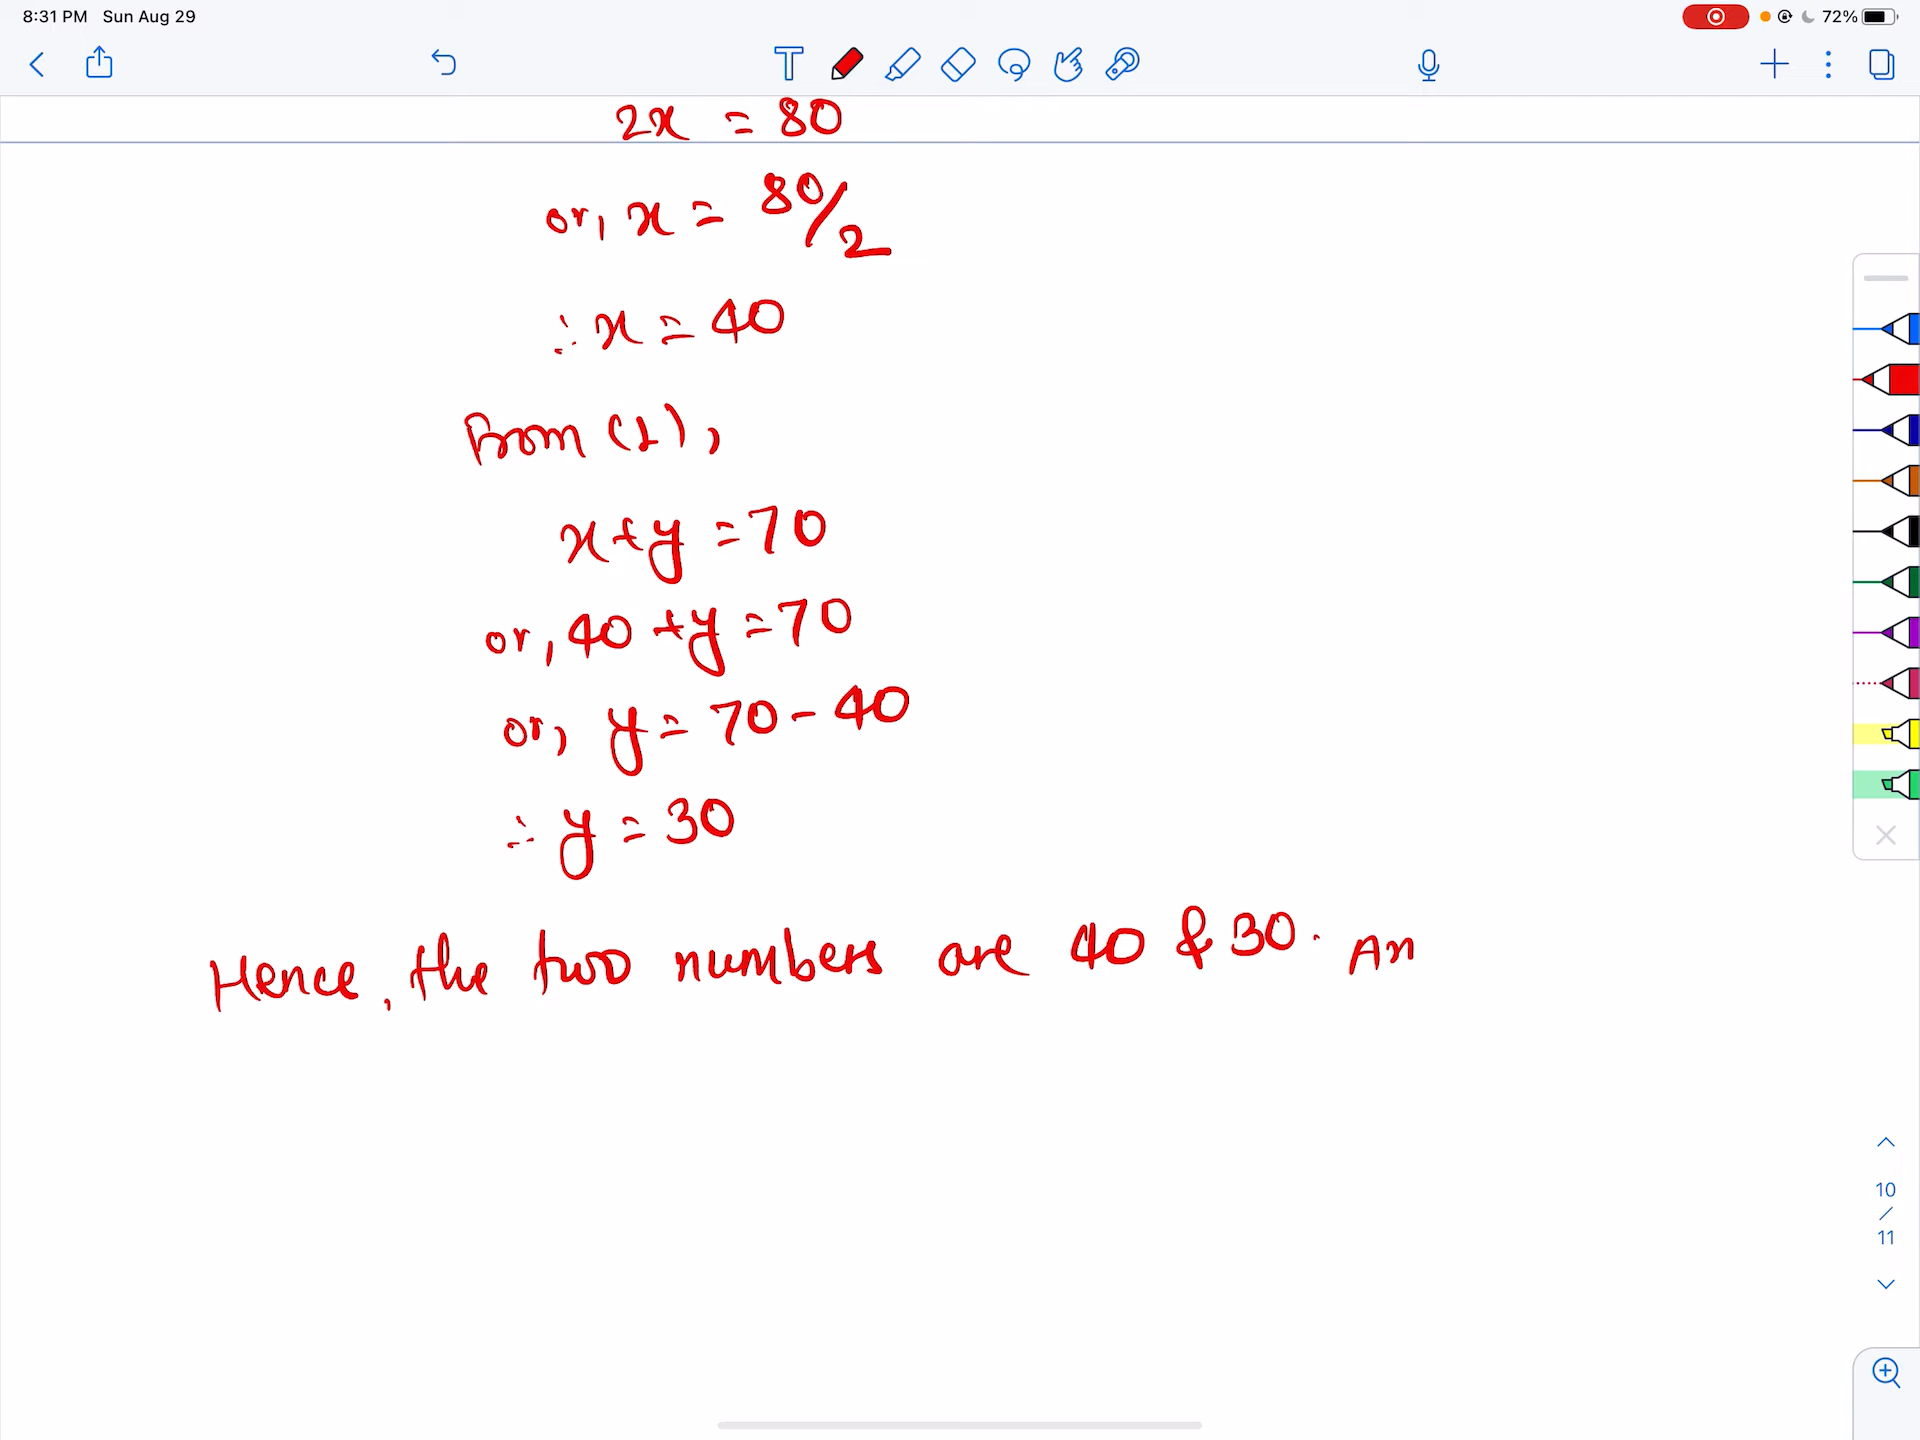 8:31 PM Sun Aug 29
72%
2x = 80
or, x = 80/2
∴ x = 40
From (1),
x+y = 70
or, 40 + y = 70
or, y = 70 - 40
∴ y = 30
Hence, the two numbers are 40 & 30. An
10
/
11